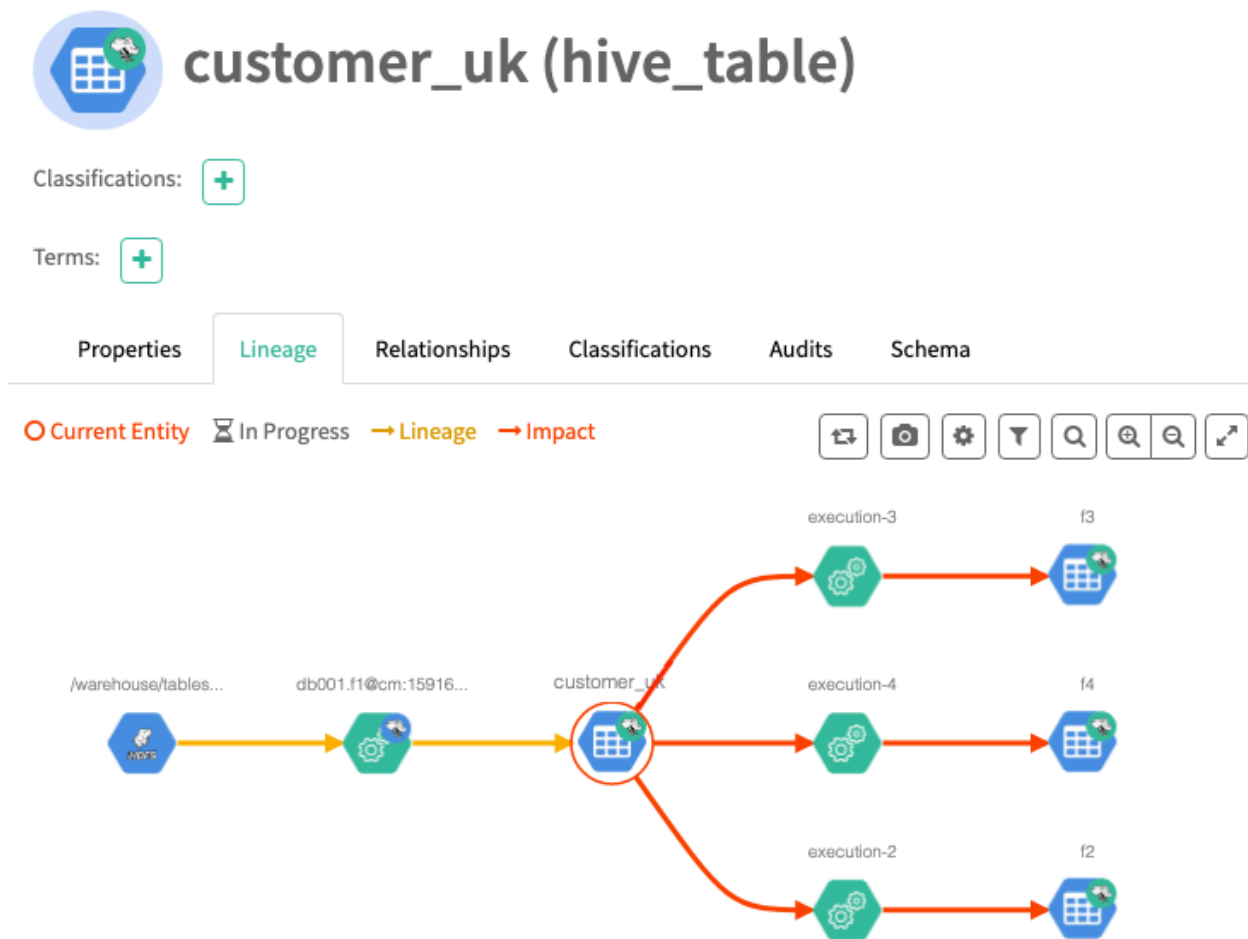 customer_uk (hive_table)
Classifications:
Terms:
Properties Lineage Relationships Classifications Audits Schema
Current Entity In Progress Lineage Impact
execution-3 f3
/warehouse/tables... db001.f1@cm:15916... customer_uk execution-4 f4
HDFS
execution-2 f2